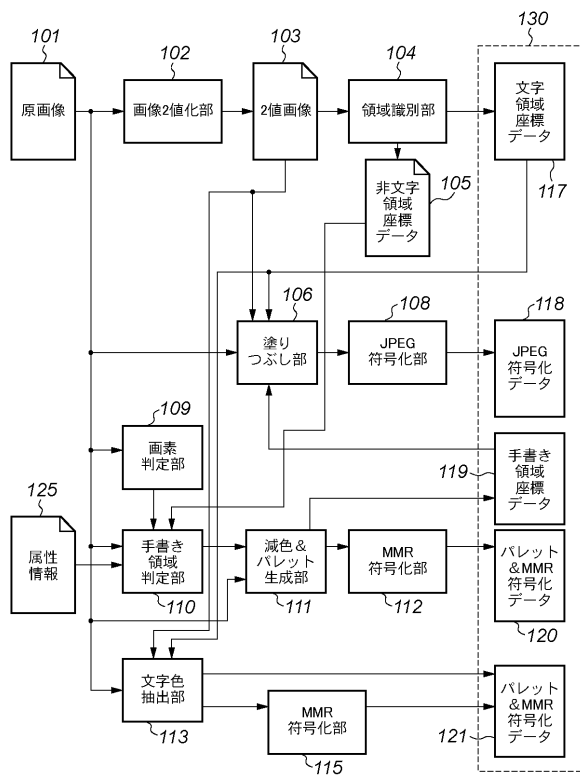 101
102
103
104
130
原画像
画像2値化部
2値画像
領域識別部
文字
領域
座標
データ
117
非文字
領域
座標
データ
105
106
塗り
つぶし部
108
JPEG
符号化部
118
JPEG
符号化
データ
109
画素
判定部
119
手書き
領域
座標
データ
125
属性
情報
手書き
領域
判定部
110
減色&
パレット
生成部
111
MMR
符号化部
112
パレット
&MMR
符号化
データ
120
文字色
抽出部
113
MMR
符号化部
115
パレット
&MMR
符号化
データ
121